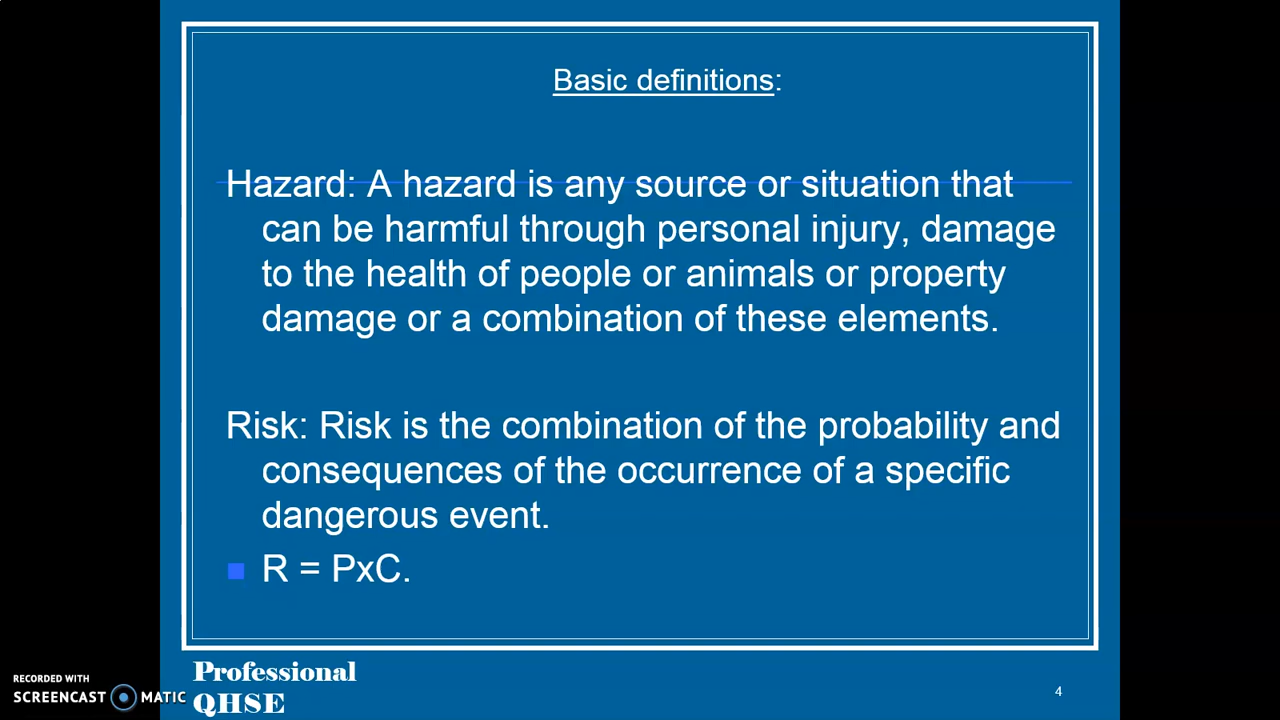 Basic definitions:
Hazard: A hazard is any source or situation that
can be harmful through personal injury, damage
to the health of people or animals or property
damage or a combination of these elements.
Risk: Risk is the combination of the probability and
consequences of the occurrence of a specific
dangerous event.
R = PxC.
Professional
QHSE
4
RECORDED WITH
SCREENCAST MATIC